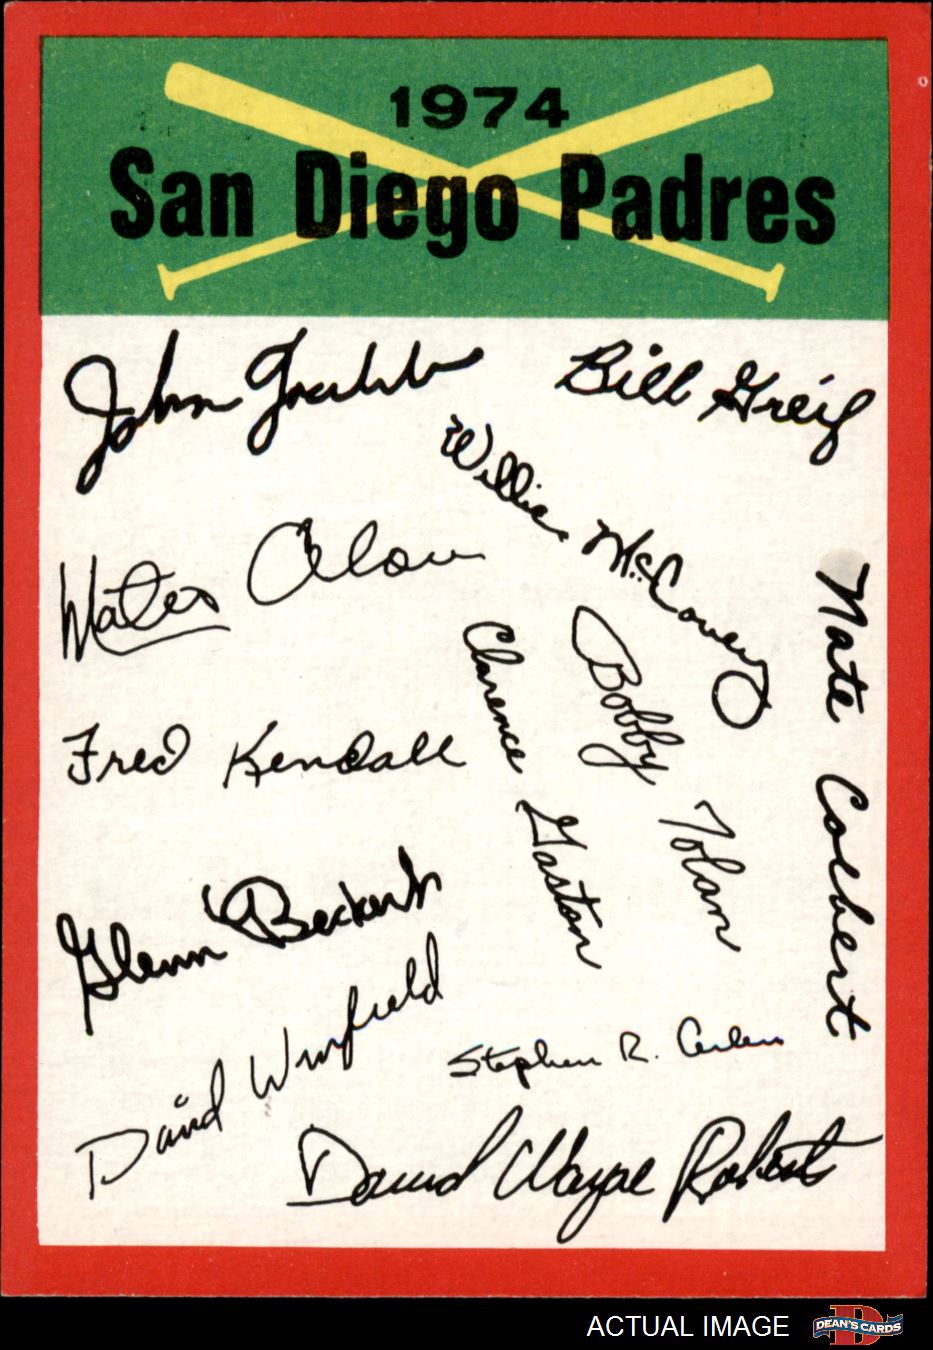 1974
San Diego Padres
John Grubb
Bill Greif
Willie McCovey
Mateo Alou
Nate Colbert
Clarence Gaston
Bobby Tolan
Fred Kendall
Glenn Beckert
David Winfield
Stephen R. Arlin
David Wayne Roberts
ACTUAL IMAGE
D
DEAN'S CARDS